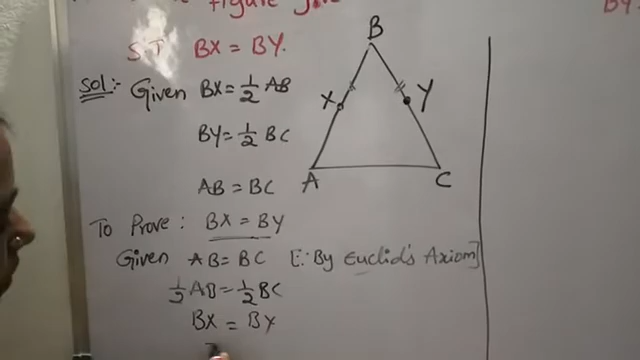 figure
BY.
S.T BX = BY.
Sol:- Given BX = 1/2 AB
BY = 1/2 BC
AB = BC
To Prove: BX = BY
Given AB = BC [∵ By Euclid's Axiom]
1/2 AB = 1/2 BC
BX = BY
B
X
Y
A
C